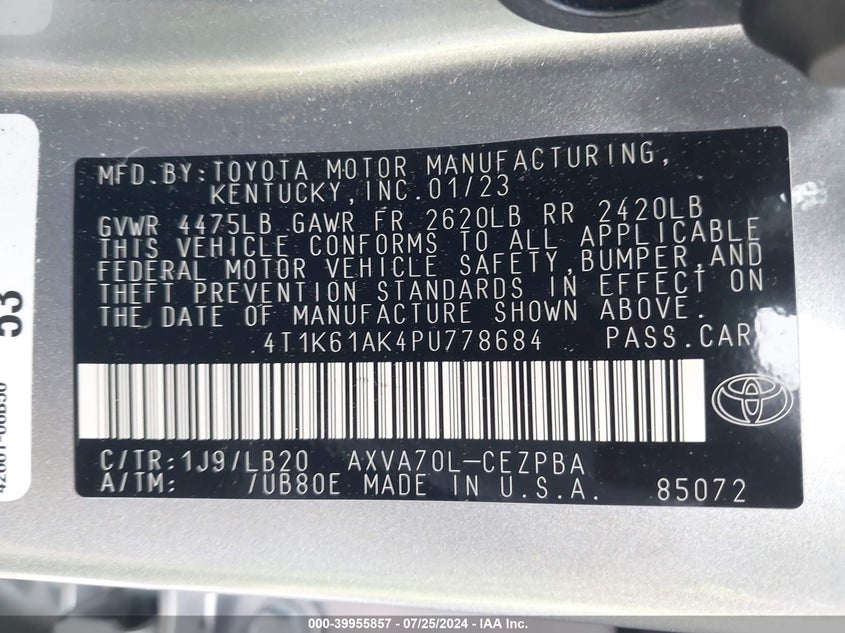 MFD.BY:TOYOTA MOTOR MANUFACTURING,
KENTUCKY,INC.01/23
GVWR 4475LB GAWR FR 2620LB RR 2420LB
THIS VEHICLE CONFORMS TO ALL APPLICABLE
FEDERAL MOTOR VEHICLE SAFETY,BUMPER,AND
THEFT PREVENTION STANDARDS IN EFFECT ON
THE DATE OF MANUFACTURE SHOWN ABOVE.
4T1K61AK4PU778684 PASS.CAR
C/TR:1J9/LB20 AXVA70L-CEZPBA
A/TM: /UB80E MADE IN U.S.A. 85072
53
000-39955857 | 07/25/2024 - IAA, Inc.